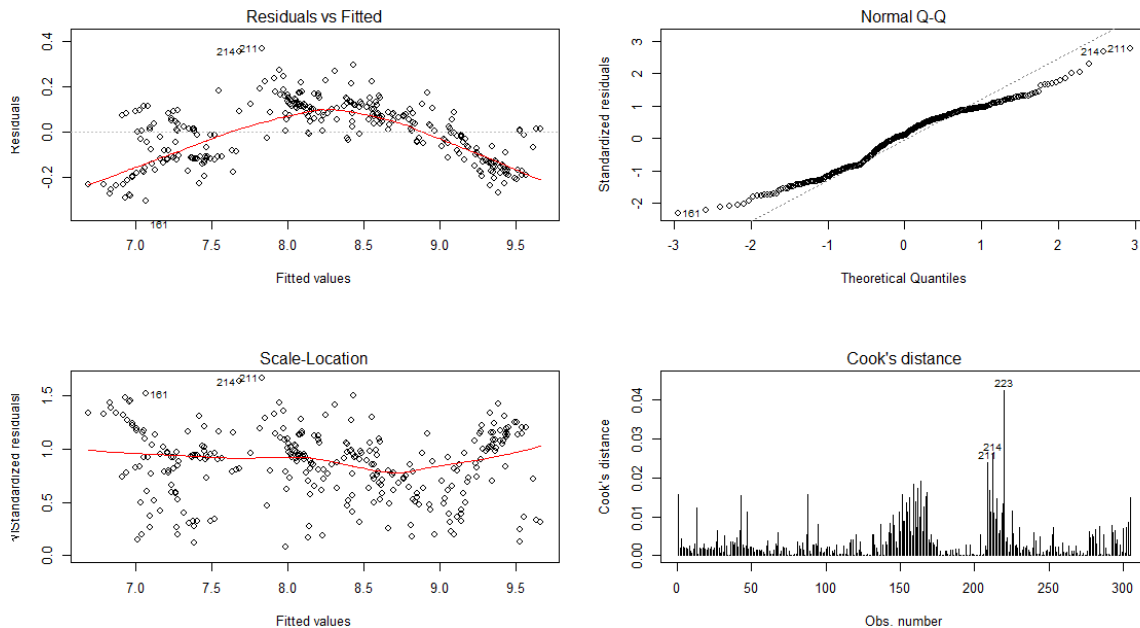 Residuals vs Fitted
Residuals
0.4
0.2
0.0
-0.2
214
211
161
7.0 7.5 8.0 8.5 9.0 9.5
Fitted values
Normal Q-Q
Standardized residuals
3
2
1
0
-1
-2
214
211
161
-3 -2 -1 0 1 2 3
Theoretical Quantiles
Scale-Location
√|Standardized residuals|
1.5
1.0
0.5
0.0
161
214
211
7.0 7.5 8.0 8.5 9.0 9.5
Fitted values
Cook's distance
Cook's distance
0.04
0.03
0.02
0.01
0.00
223
214
211
0 50 100 150 200 250 300
Obs. number